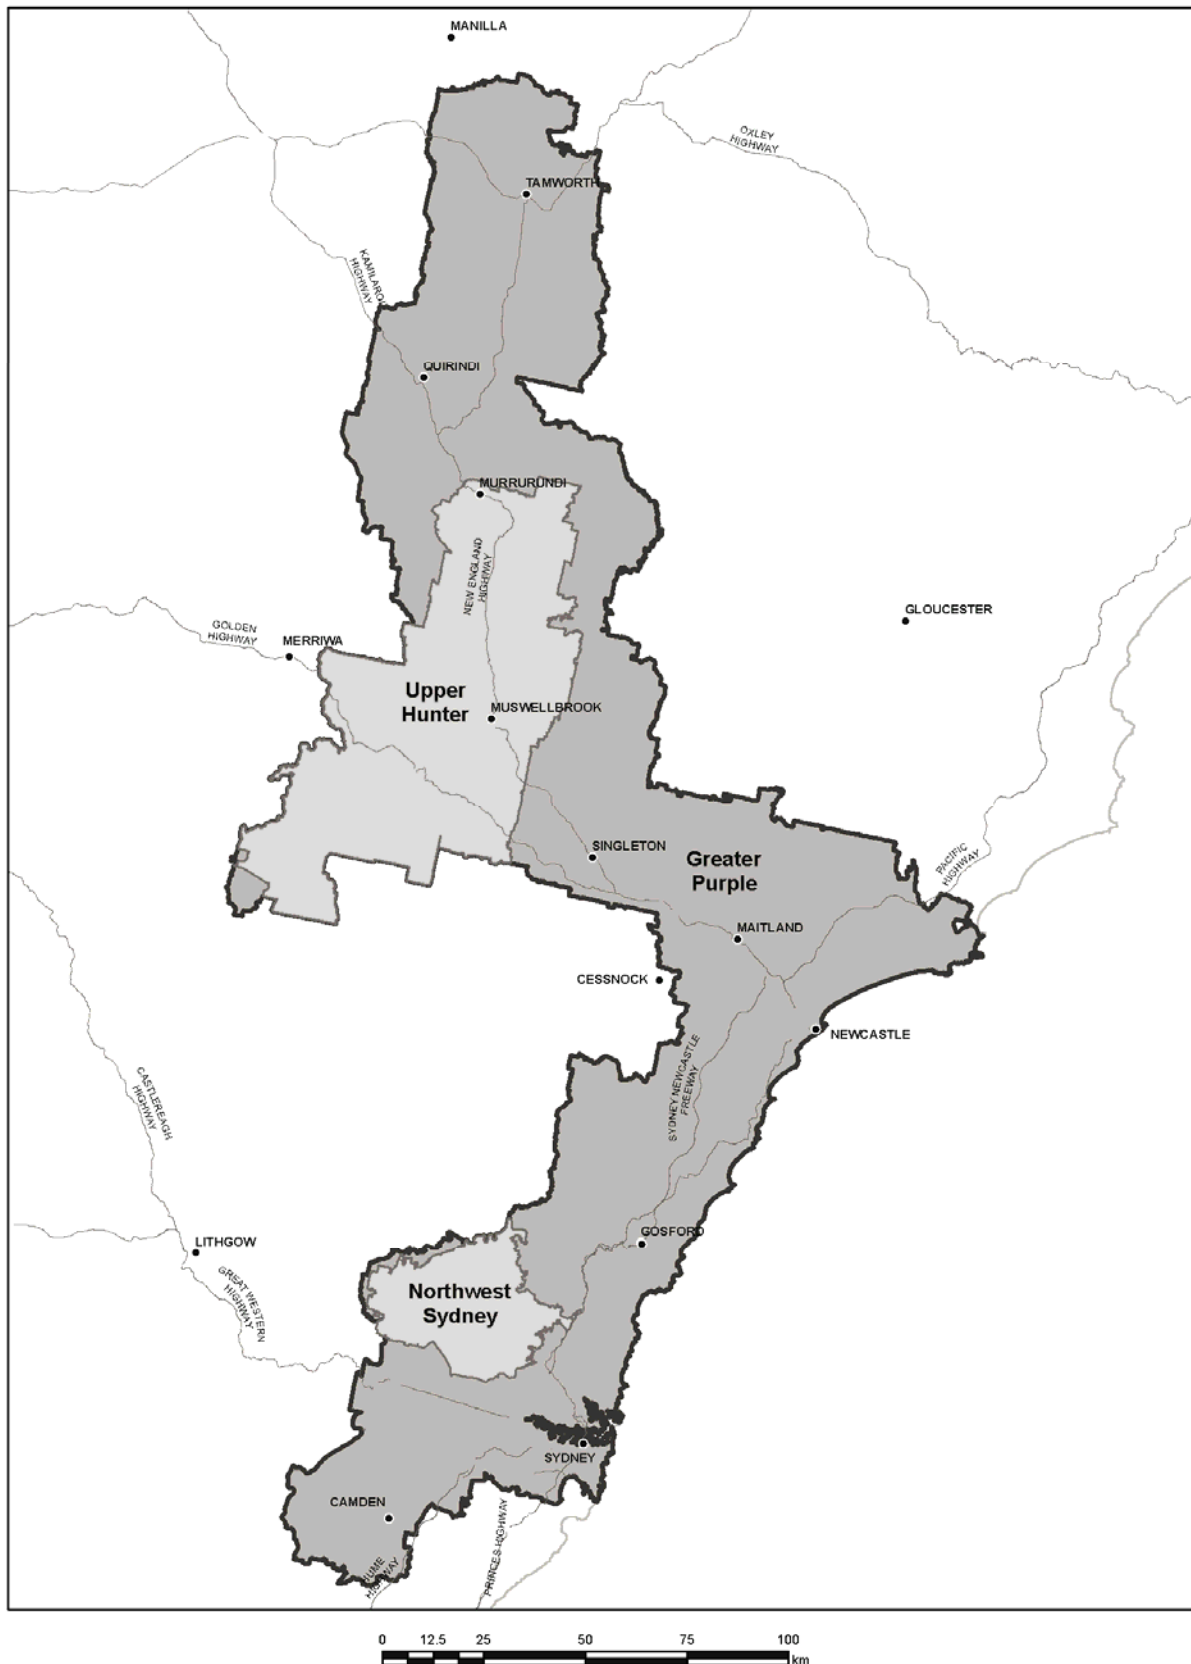 MANILLA
OXLEY
HIGHWAY
TAMWORTH
KAMILAROI
HIGHWAY
QUIRINDI
MURRURUNDI
NEW ENGLAND
HIGHWAY
GLOUCESTER
GOLDEN
HIGHWAY
MERRIWA
Upper
Hunter
MUSWELLBROOK
SINGLETON
Greater
Purple
PACIFIC
HIGHWAY
MAITLAND
CESSNOCK
NEWCASTLE
SYDNEY NEWCASTLE
FREEWAY
CASTLEREAGH
HIGHWAY
GOSFORD
LITHGOW
GREAT WESTERN
HIGHWAY
Northwest
Sydney
SYDNEY
CAMDEN
PRINCES HIGHWAY
HUME
HIGHWAY
0 12.5 25 50 75 100
km